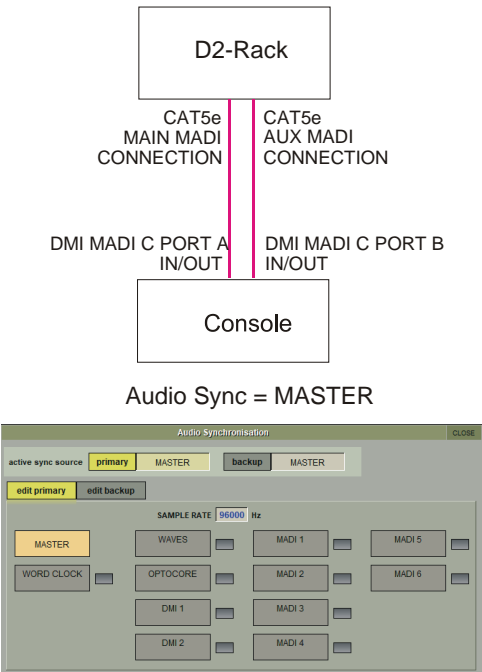 D2-Rack
CAT5e
MAIN MADI
CONNECTION
CAT5e
AUX MADI
CONNECTION
DMI MADI C PORT A
IN/OUT
DMI MADI C PORT B
IN/OUT
Console
Audio Sync = MASTER
Audio Synchronisation CLOSE
active sync source primary MASTER backup MASTER
edit primary edit backup
SAMPLE RATE 96000 Hz
MASTER WAVES MADI 1 MADI 5
WORD CLOCK OPTOCORE MADI 2 MADI 6
DMI 1 MADI 3
DMI 2 MADI 4